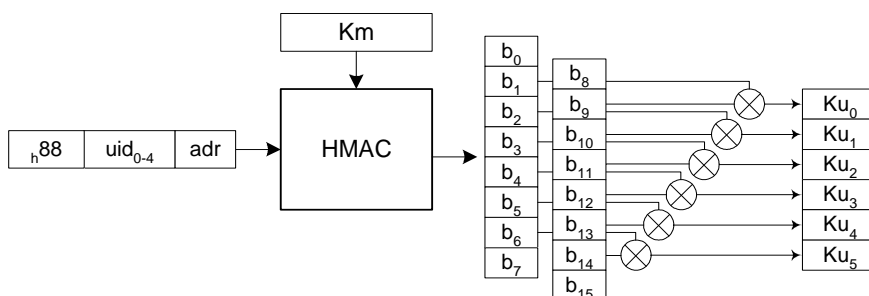 Km
ₕ88 uid₀₋₄ adr
HMAC
b₀
b₁
b₂
b₃
b₄
b₅
b₆
b₇
b₈
b₉
b₁₀
b₁₁
b₁₂
b₁₃
b₁₄
b₁₅
Ku₀
Ku₁
Ku₂
Ku₃
Ku₄
Ku₅